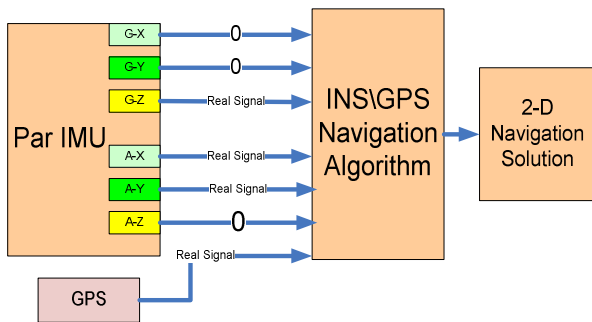 Par IMU
G-X
0
G-Y
0
G-Z
Real Signal
A-X
Real Signal
A-Y
Real Signal
A-Z
0
Real Signal
GPS
INS\GPS
Navigation
Algorithm
2-D
Navigation
Solution